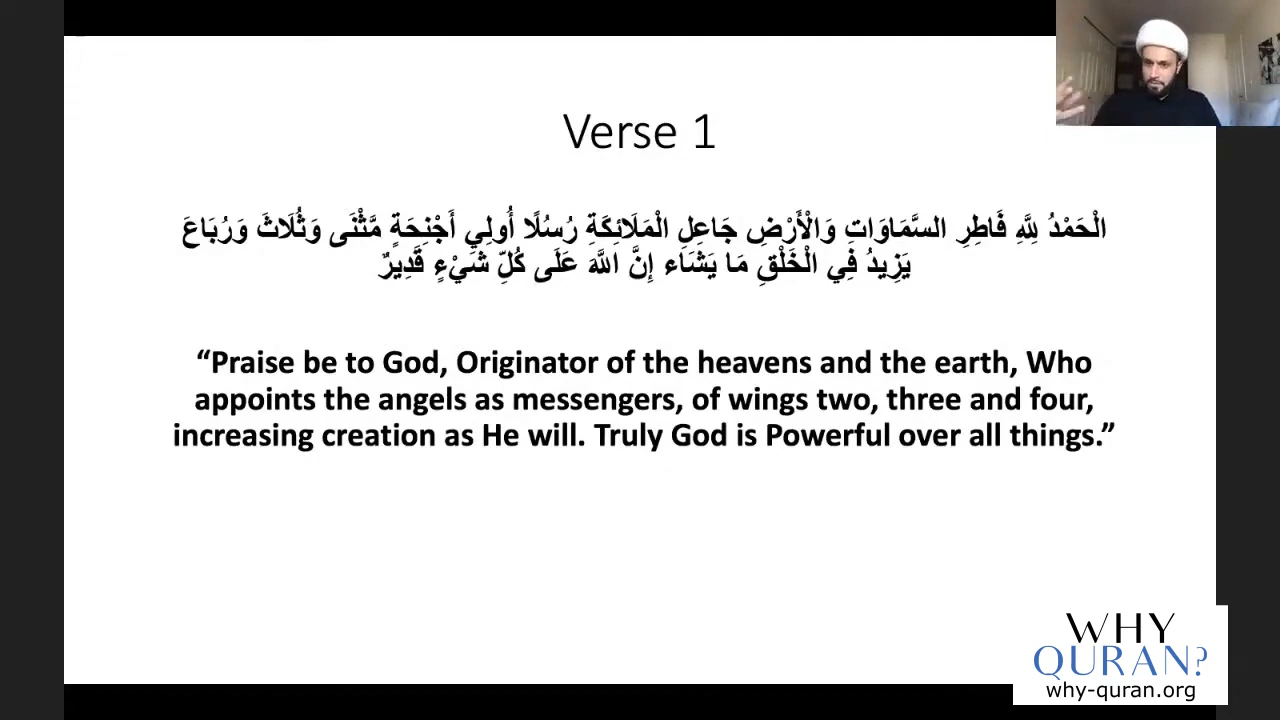 Verse 1
الْحَمْدُ لِلَّهِ فَاطِرِ السَّمَاوَاتِ وَالْأَرْضِ جَاعِلِ الْمَلَائِكَةِ رُسُلًا أُولِي أَجْنِحَةٍ مَّثْنَى وَثُلَاثَ وَرُبَاعَ
يَزِيدُ فِي الْخَلْقِ مَا يَشَاء إِنَّ اللَّهَ عَلَى كُلِّ شَيْءٍ قَدِيرٌ
“Praise be to God, Originator of the heavens and the earth, Who
appoints the angels as messengers, of wings two, three and four,
increasing creation as He will. Truly God is Powerful over all things.”
WHY
QURAN?
why-quran.org